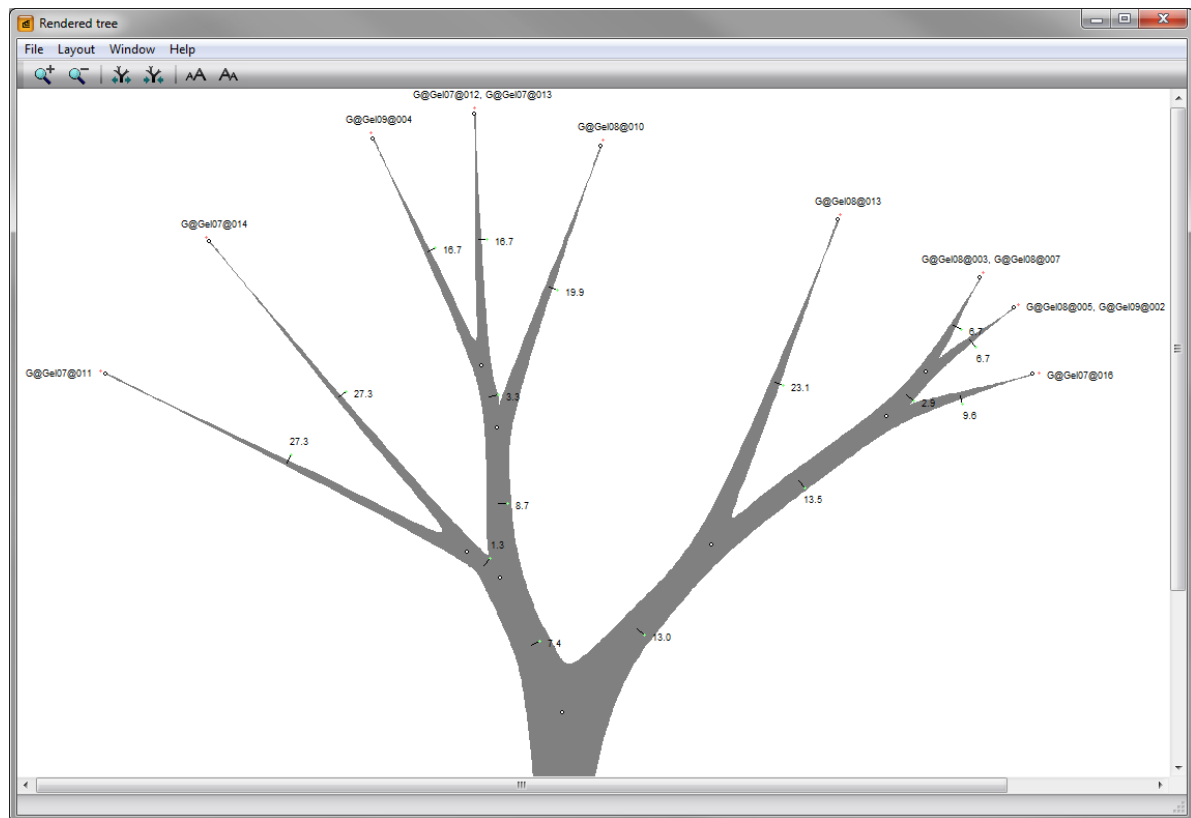 Rendered tree
File Layout Window Help
AA AA
G@Gel07@012, G@Gel07@013
G@Gel09@004
G@Gel08@010
G@Gel08@013
G@Gel07@014
16.7
16.7
G@Gel08@003, G@Gel08@007
19.9
G@Gel08@005, G@Gel09@002
6.7
6.7
G@Gel07@011
G@Gel07@016
23.1
27.3
3.3
2.9
9.6
27.3
13.5
8.7
1.3
7.4
13.0